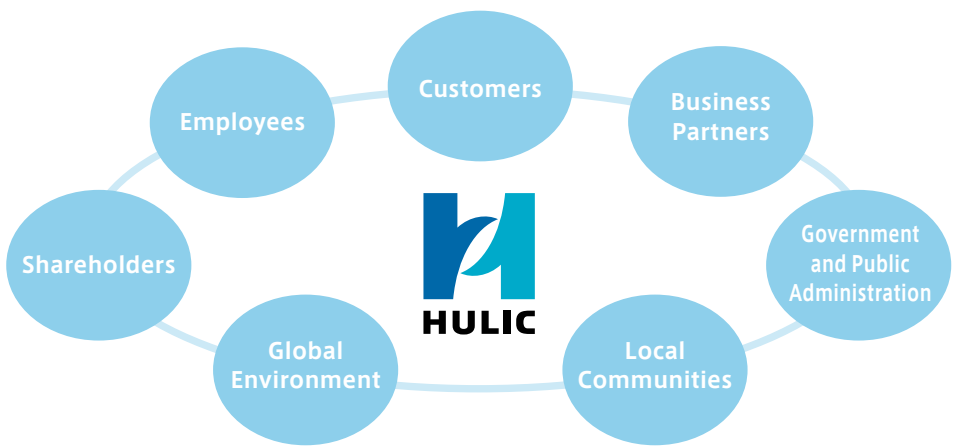 Customers
Employees
Business
Partners
Shareholders
Government
and Public
Administration
HULIC
Global
Environment
Local
Communities